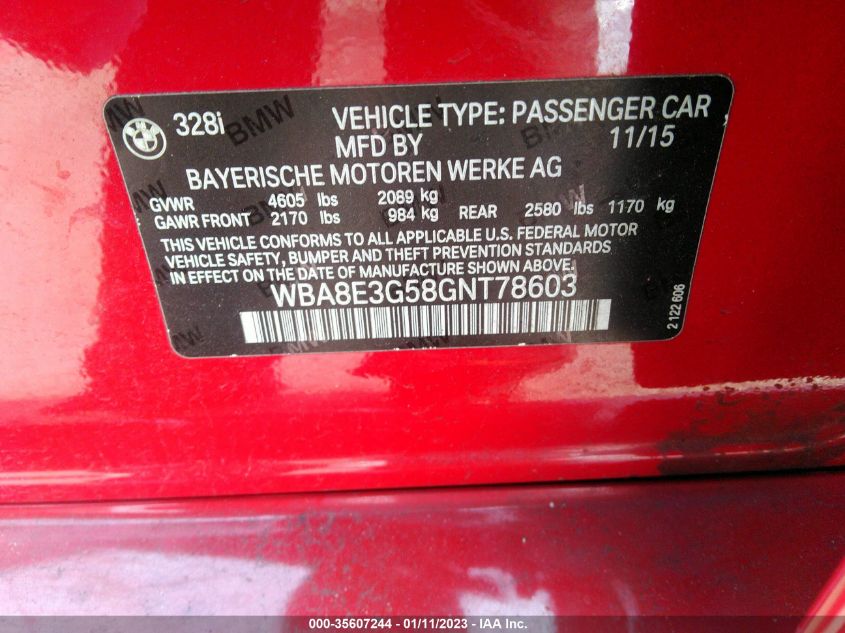 BMW 328i VEHICLE TYPE: PASSENGER CAR
MFD BY 11/15
BAYERISCHE MOTOREN WERKE AG
GVWR 4605 lbs 2089 kg
GAWR FRONT 2170 lbs 984 kg REAR 2580 lbs 1170 kg
THIS VEHICLE CONFORMS TO ALL APPLICABLE U.S. FEDERAL MOTOR
VEHICLE SAFETY, BUMPER AND THEFT PREVENTION STANDARDS
IN EFFECT ON THE DATE OF MANUFACTURE SHOWN ABOVE.
WBA8E3G58GNT78603
2 122 606
000-35607244 - 01/11/2023 - IAA Inc.